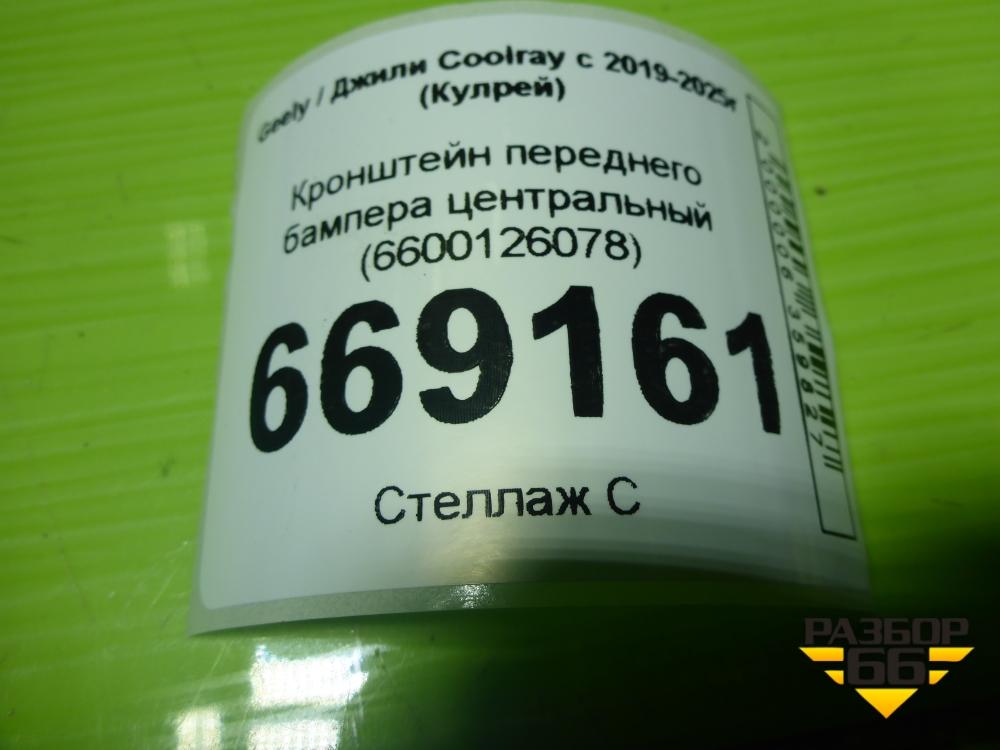 Geely / Джили Coolray с 2019-2025г
(Кулрей)
Кронштейн переднего
бампера центральный
(6600126078)
669161
Стеллаж С
РАЗБОР
66